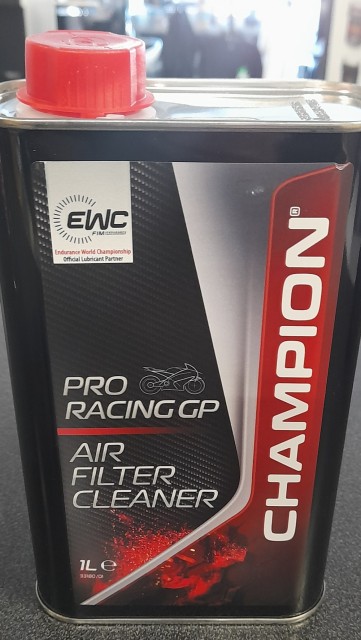 EWC
FIM
Endurance World Championship
Official Lubricant Partner
PRO
RACING GP
AIR
FILTER
CLEANER
1L e
CHAMPION®